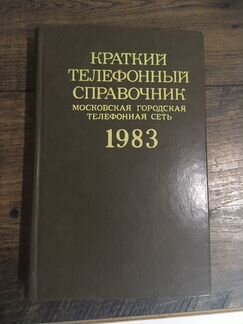 КРАТКИЙ
ТЕЛЕФОННЫЙ
СПРАВОЧНИК
МОСКОВСКАЯ ГОРОДСКАЯ
ТЕЛЕФОННАЯ СЕТЬ
1983